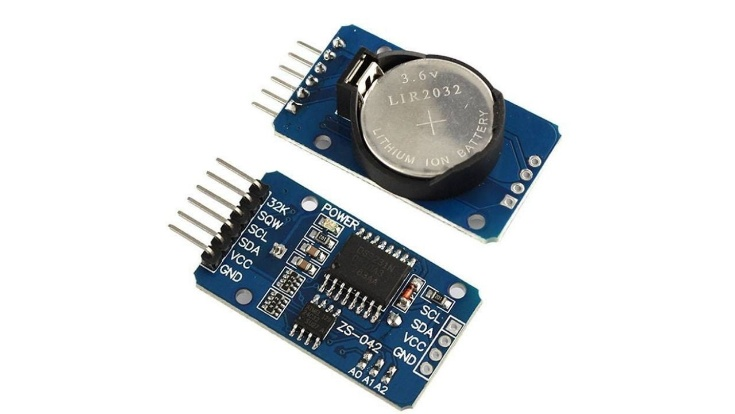 3.6v
LIR2032
LITHIUM ION BATTERY
32K
SQW
SCL
SDA
VCC
GND
POWER
ZS-042
A0 A1 A2
SCL
SDA
VCC
GND